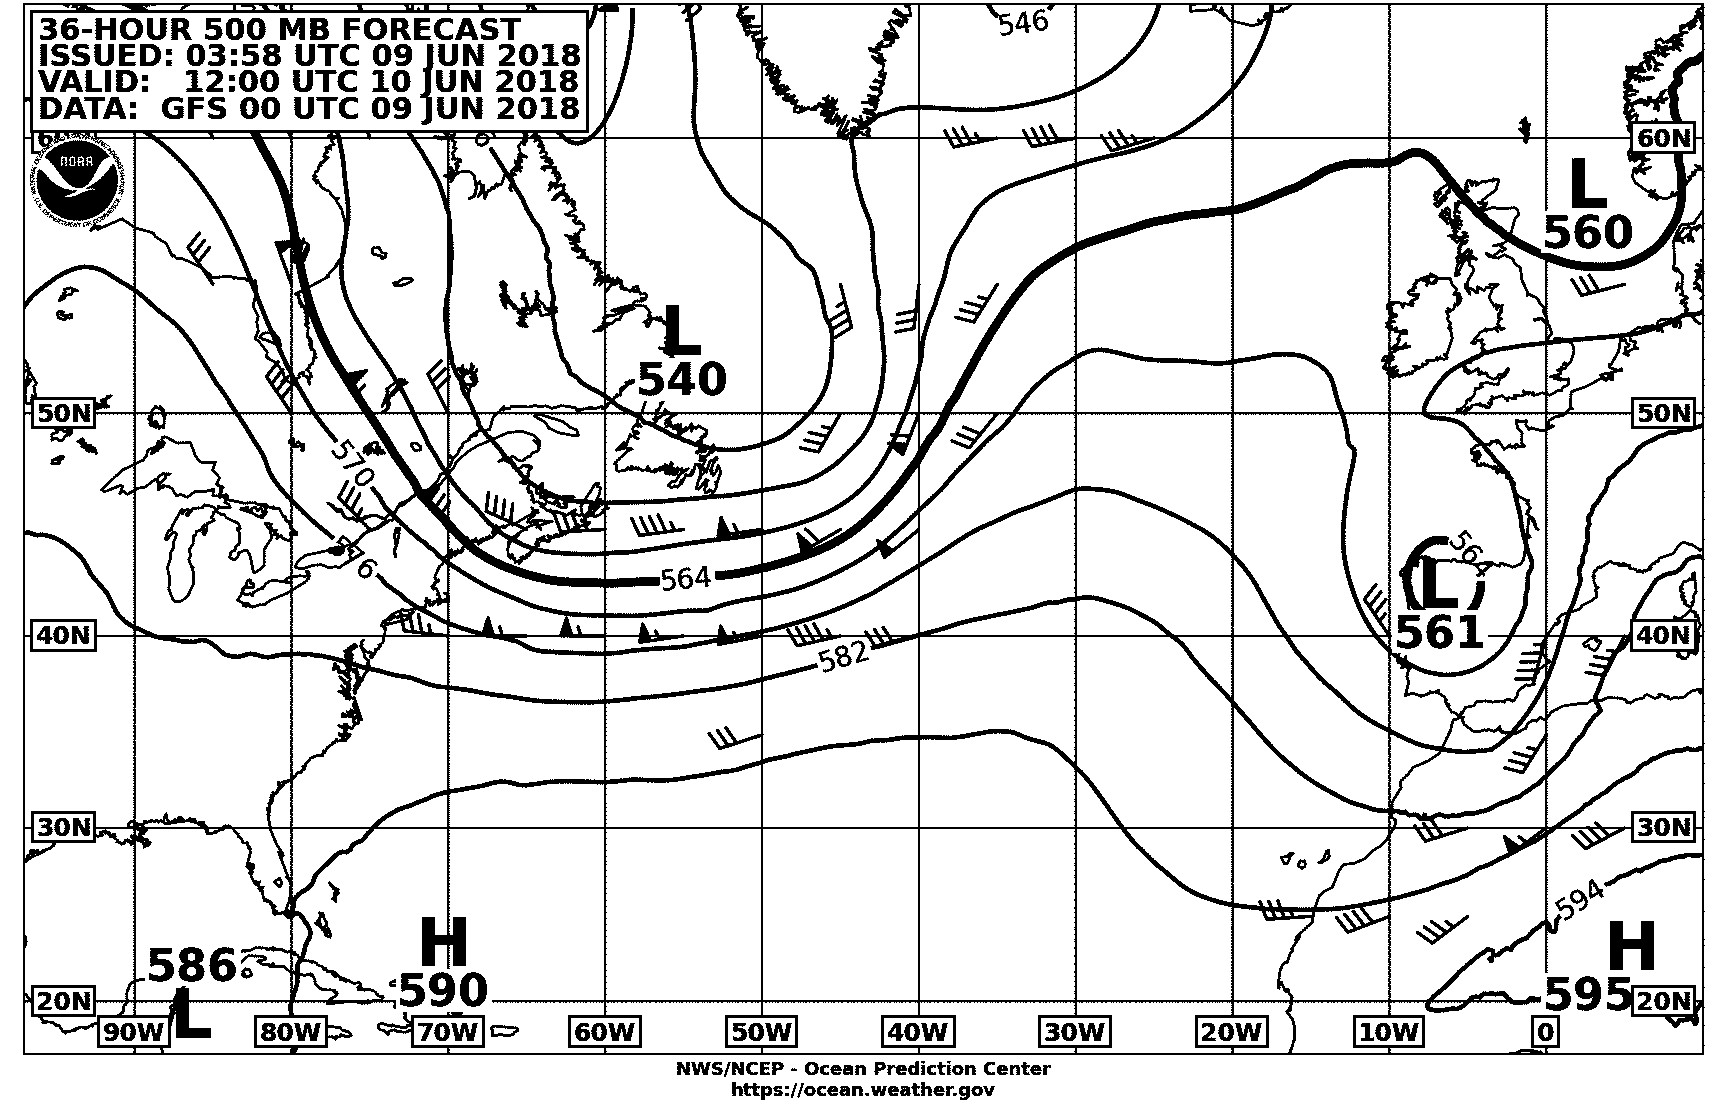 36-HOUR 500 MB FORECAST
ISSUED: 03:58 UTC 09 JUN 2018
VALID: 12:00 UTC 10 JUN 2018
DATA: GFS 00 UTC 09 JUN 2018
546
60N
NOAA
L
560
L
540
50N
50N
570
6
564
564
(L)
561
40N
40N
582
30N
30N
594
586
L
H
590
H
595
20N
20N
90W
80W
70W
60W
50W
40W
30W
20W
10W
0
NWS/NCEP - Ocean Prediction Center
https://ocean.weather.gov